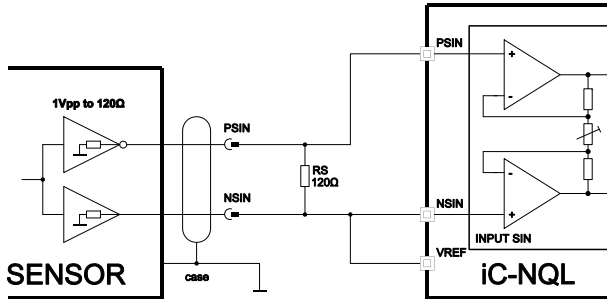 PSIN
1Vpp to 120Ω
PSIN
+
-
RS
120Ω
NSIN
NSIN
-
+
INPUT SIN
VREF
SENSOR
case
iC-NQL